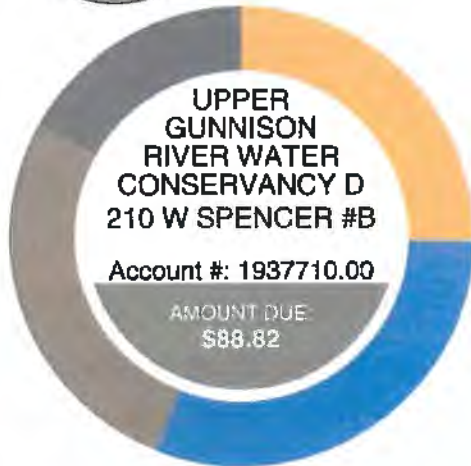 UPPER
GUNNISON
RIVER WATER
CONSERVANCY D
210 W SPENCER #B
Account #: 1937710.00
AMOUNT DUE:
$88.82